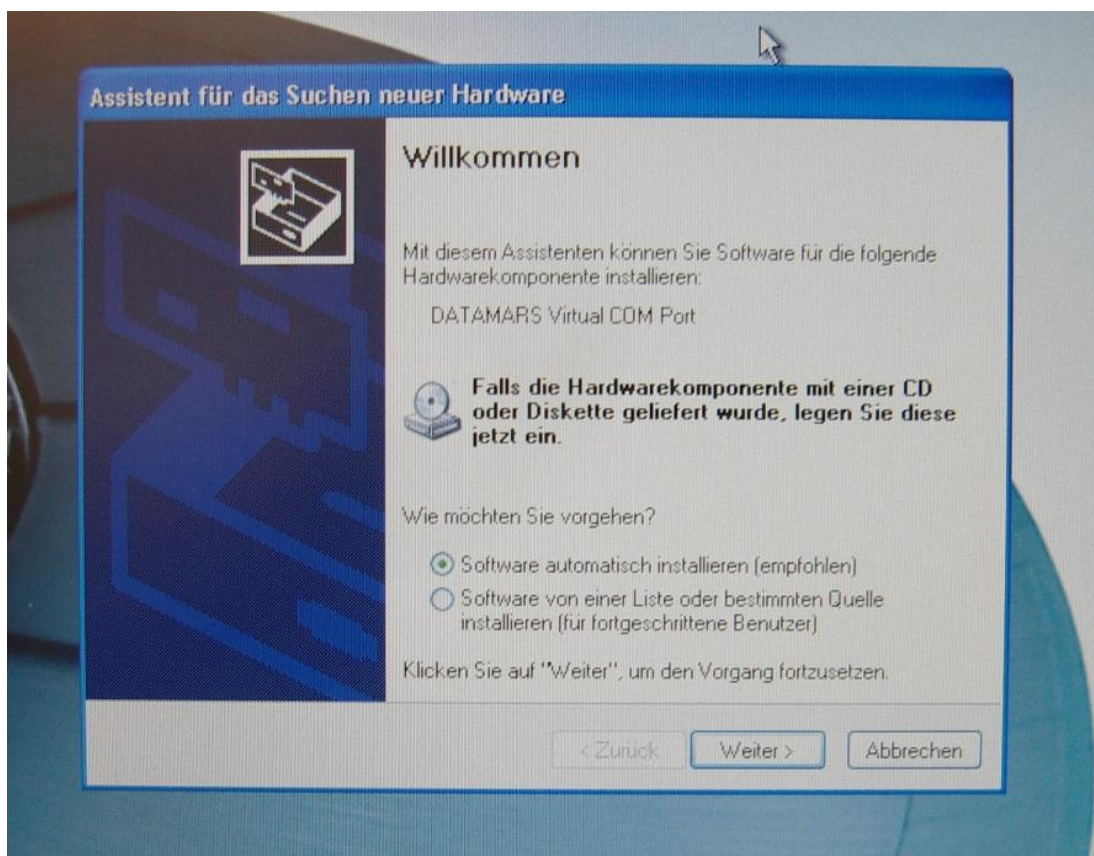 Assistent für das Suchen neuer Hardware
Willkommen
Mit diesem Assistenten können Sie Software für die folgende
Hardwarekomponente installieren:
DATAMARS Virtual COM Port
Falls die Hardwarekomponente mit einer CD
oder Diskette geliefert wurde, legen Sie diese
jetzt ein.
Wie möchten Sie vorgehen?
Software automatisch installieren (empfohlen)
Software von einer Liste oder bestimmten Quelle
installieren (für fortgeschrittene Benutzer)
Klicken Sie auf "Weiter", um den Vorgang fortzusetzen.
< Zurück
Weiter >
Abbrechen